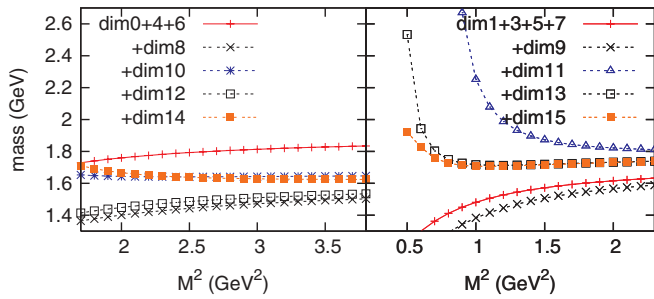 mass (GeV)
2.6
2.4
2.2
2.0
1.8
1.6
1.4
dim0+4+6
+dim8
+dim10
+dim12
+dim14
2
2.5
3
3.5
M² (GeV²)
dim1+3+5+7
+dim9
+dim11
+dim13
+dim15
0.5
1
1.5
2
M² (GeV²)